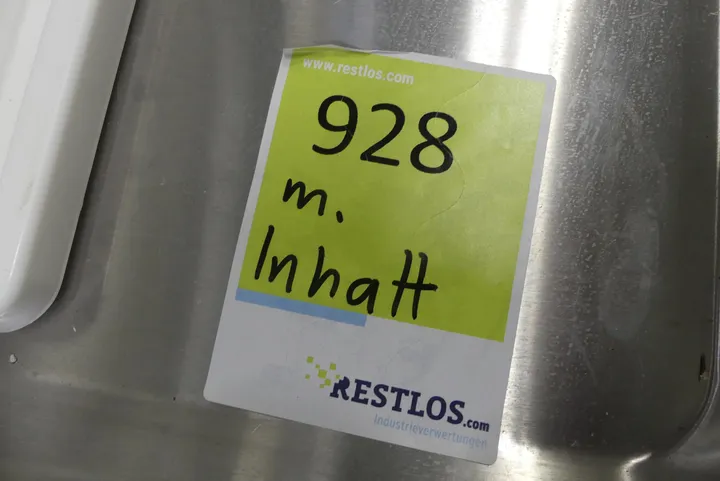 www.restlos.com
928
m.
Inhalt
RESTLOS.com
Industrieverwertungen